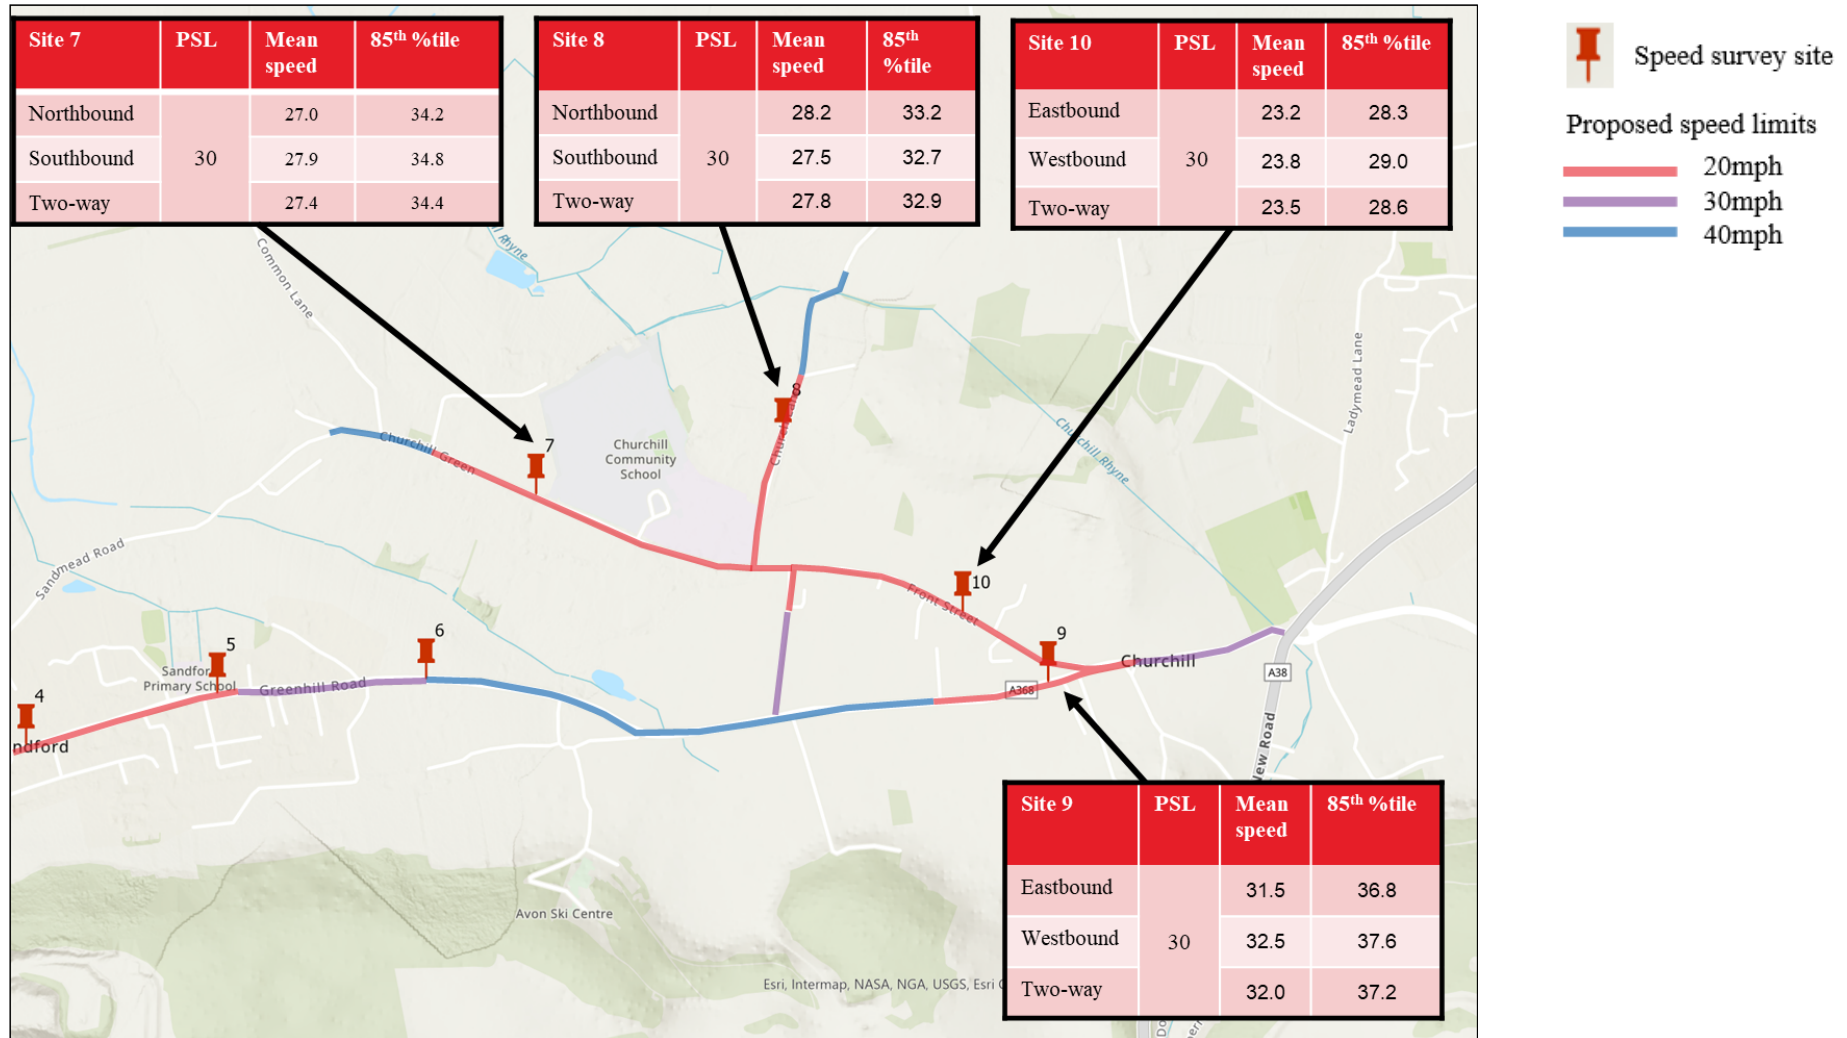 Site 7 PSL Mean speed 85th %tile
Northbound 27.0 34.2
Southbound 30 27.9 34.8
Two-way 27.4 34.4
Site 8 PSL Mean speed 85th %tile
Northbound 28.2 33.2
Southbound 30 27.5 32.7
Two-way 27.8 32.9
Site 10 PSL Mean speed 85th %tile
Eastbound 23.2 28.3
Westbound 30 23.8 29.0
Two-way 23.5 28.6
Speed survey site
Proposed speed limits
20mph
30mph
40mph
Rhyne
Common Lane
Ladymead Lane
8
7
Churchill Green
Churchill
Community
School
Churchill Rhyne
Sandmead Road
10
Front Street
9
Churchill
6
5
Sandfor
Primary School
Greenhill Road
4
ndford
A368
A38
New Road
Site 9 PSL Mean speed 85th %tile
Eastbound 31.5 36.8
Westbound 30 32.5 37.6
Two-way 32.0 37.2
Avon Ski Centre
Esri, Intermap, NASA, NGA, USGS, Esri